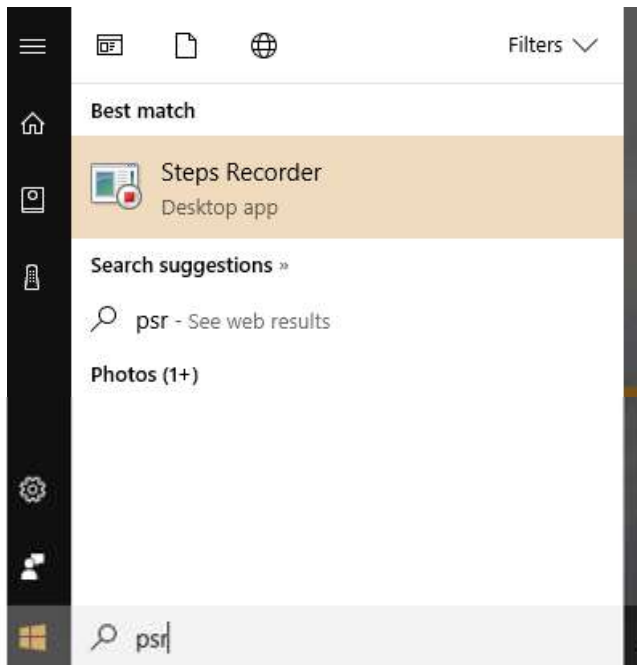 Filters
Best match
Steps Recorder
Desktop app
Search suggestions »
psr - See web results
Photos (1+)
psr